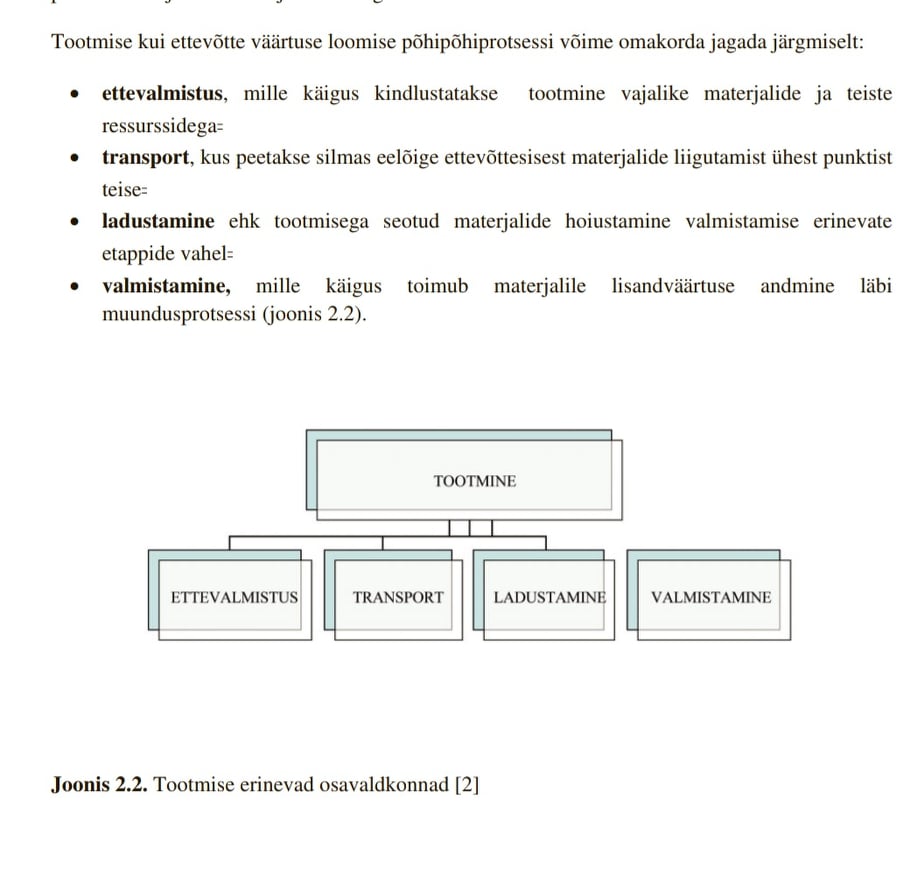 Tootmise kui ettevõtte väärtuse loomise põhipõhiprotsessi võime omakorda jagada järgmiselt:
• ettevalmistus, mille käigus kindlustatakse tootmine vajalike materjalide ja teiste
ressurssidega=
• transport, kus peetakse silmas eelõige ettevõttesisest materjalide liigutamist ühest punktist
teise=
• ladustamine ehk tootmisega seotud materjalide hoiustamine valmistamise erinevate
etappide vahel=
• valmistamine, mille käigus toimub materjalile lisandväärtuse andmine läbi
muundusprotsessi (joonis 2.2).
TOOTMINE
ETTEVALMISTUS TRANSPORT LADUSTAMINE VALMISTAMINE
Joonis 2.2. Tootmise erinevad osavaldkonnad [2]